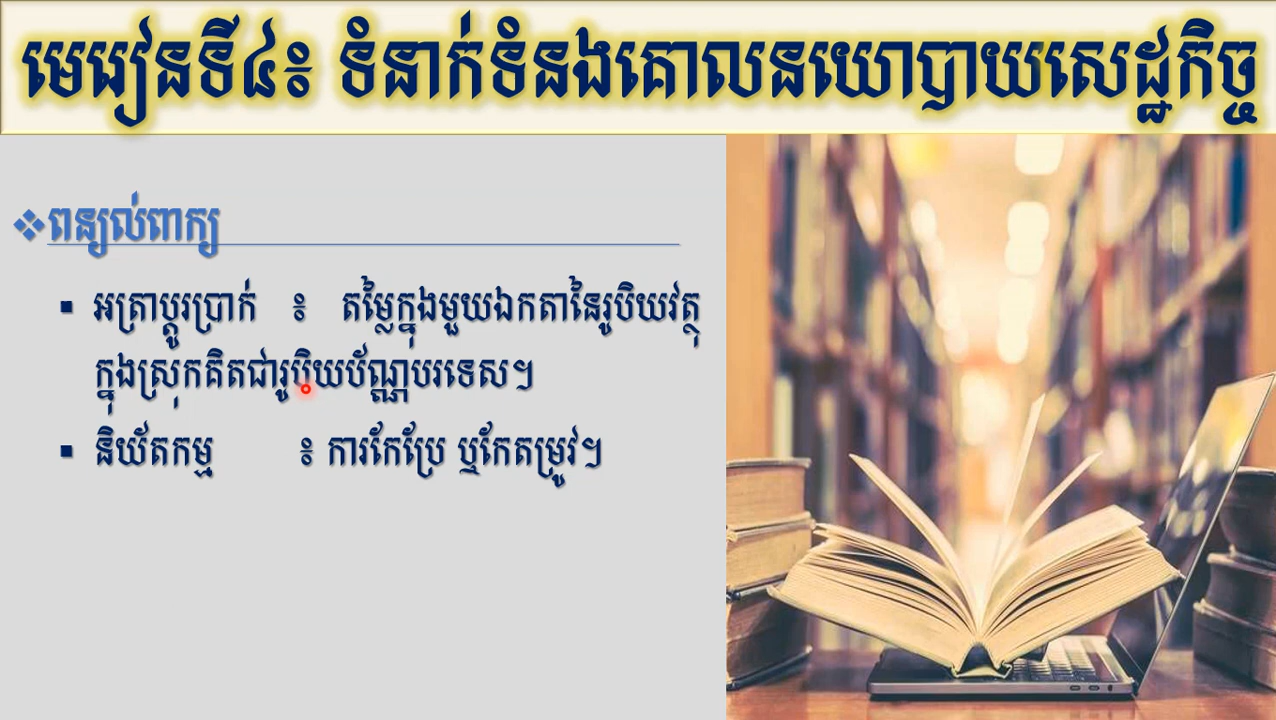 មេរៀនទី៤៖ ទំនាក់ទំនងគោលនយោបាយសេដ្ឋកិច្ច
ពន្យល់ពាក្យ
អត្រាប្តូរប្រាក់ ៖ តម្លៃក្នុងមួយឯកតានៃរូបិយវត្ថុ
ក្នុងស្រុកគិតជារូបិយប័ណ្ណបរទេស។
និយ័តកម្ម ៖ ការកែប្រែ ឬកែតម្រូវ។